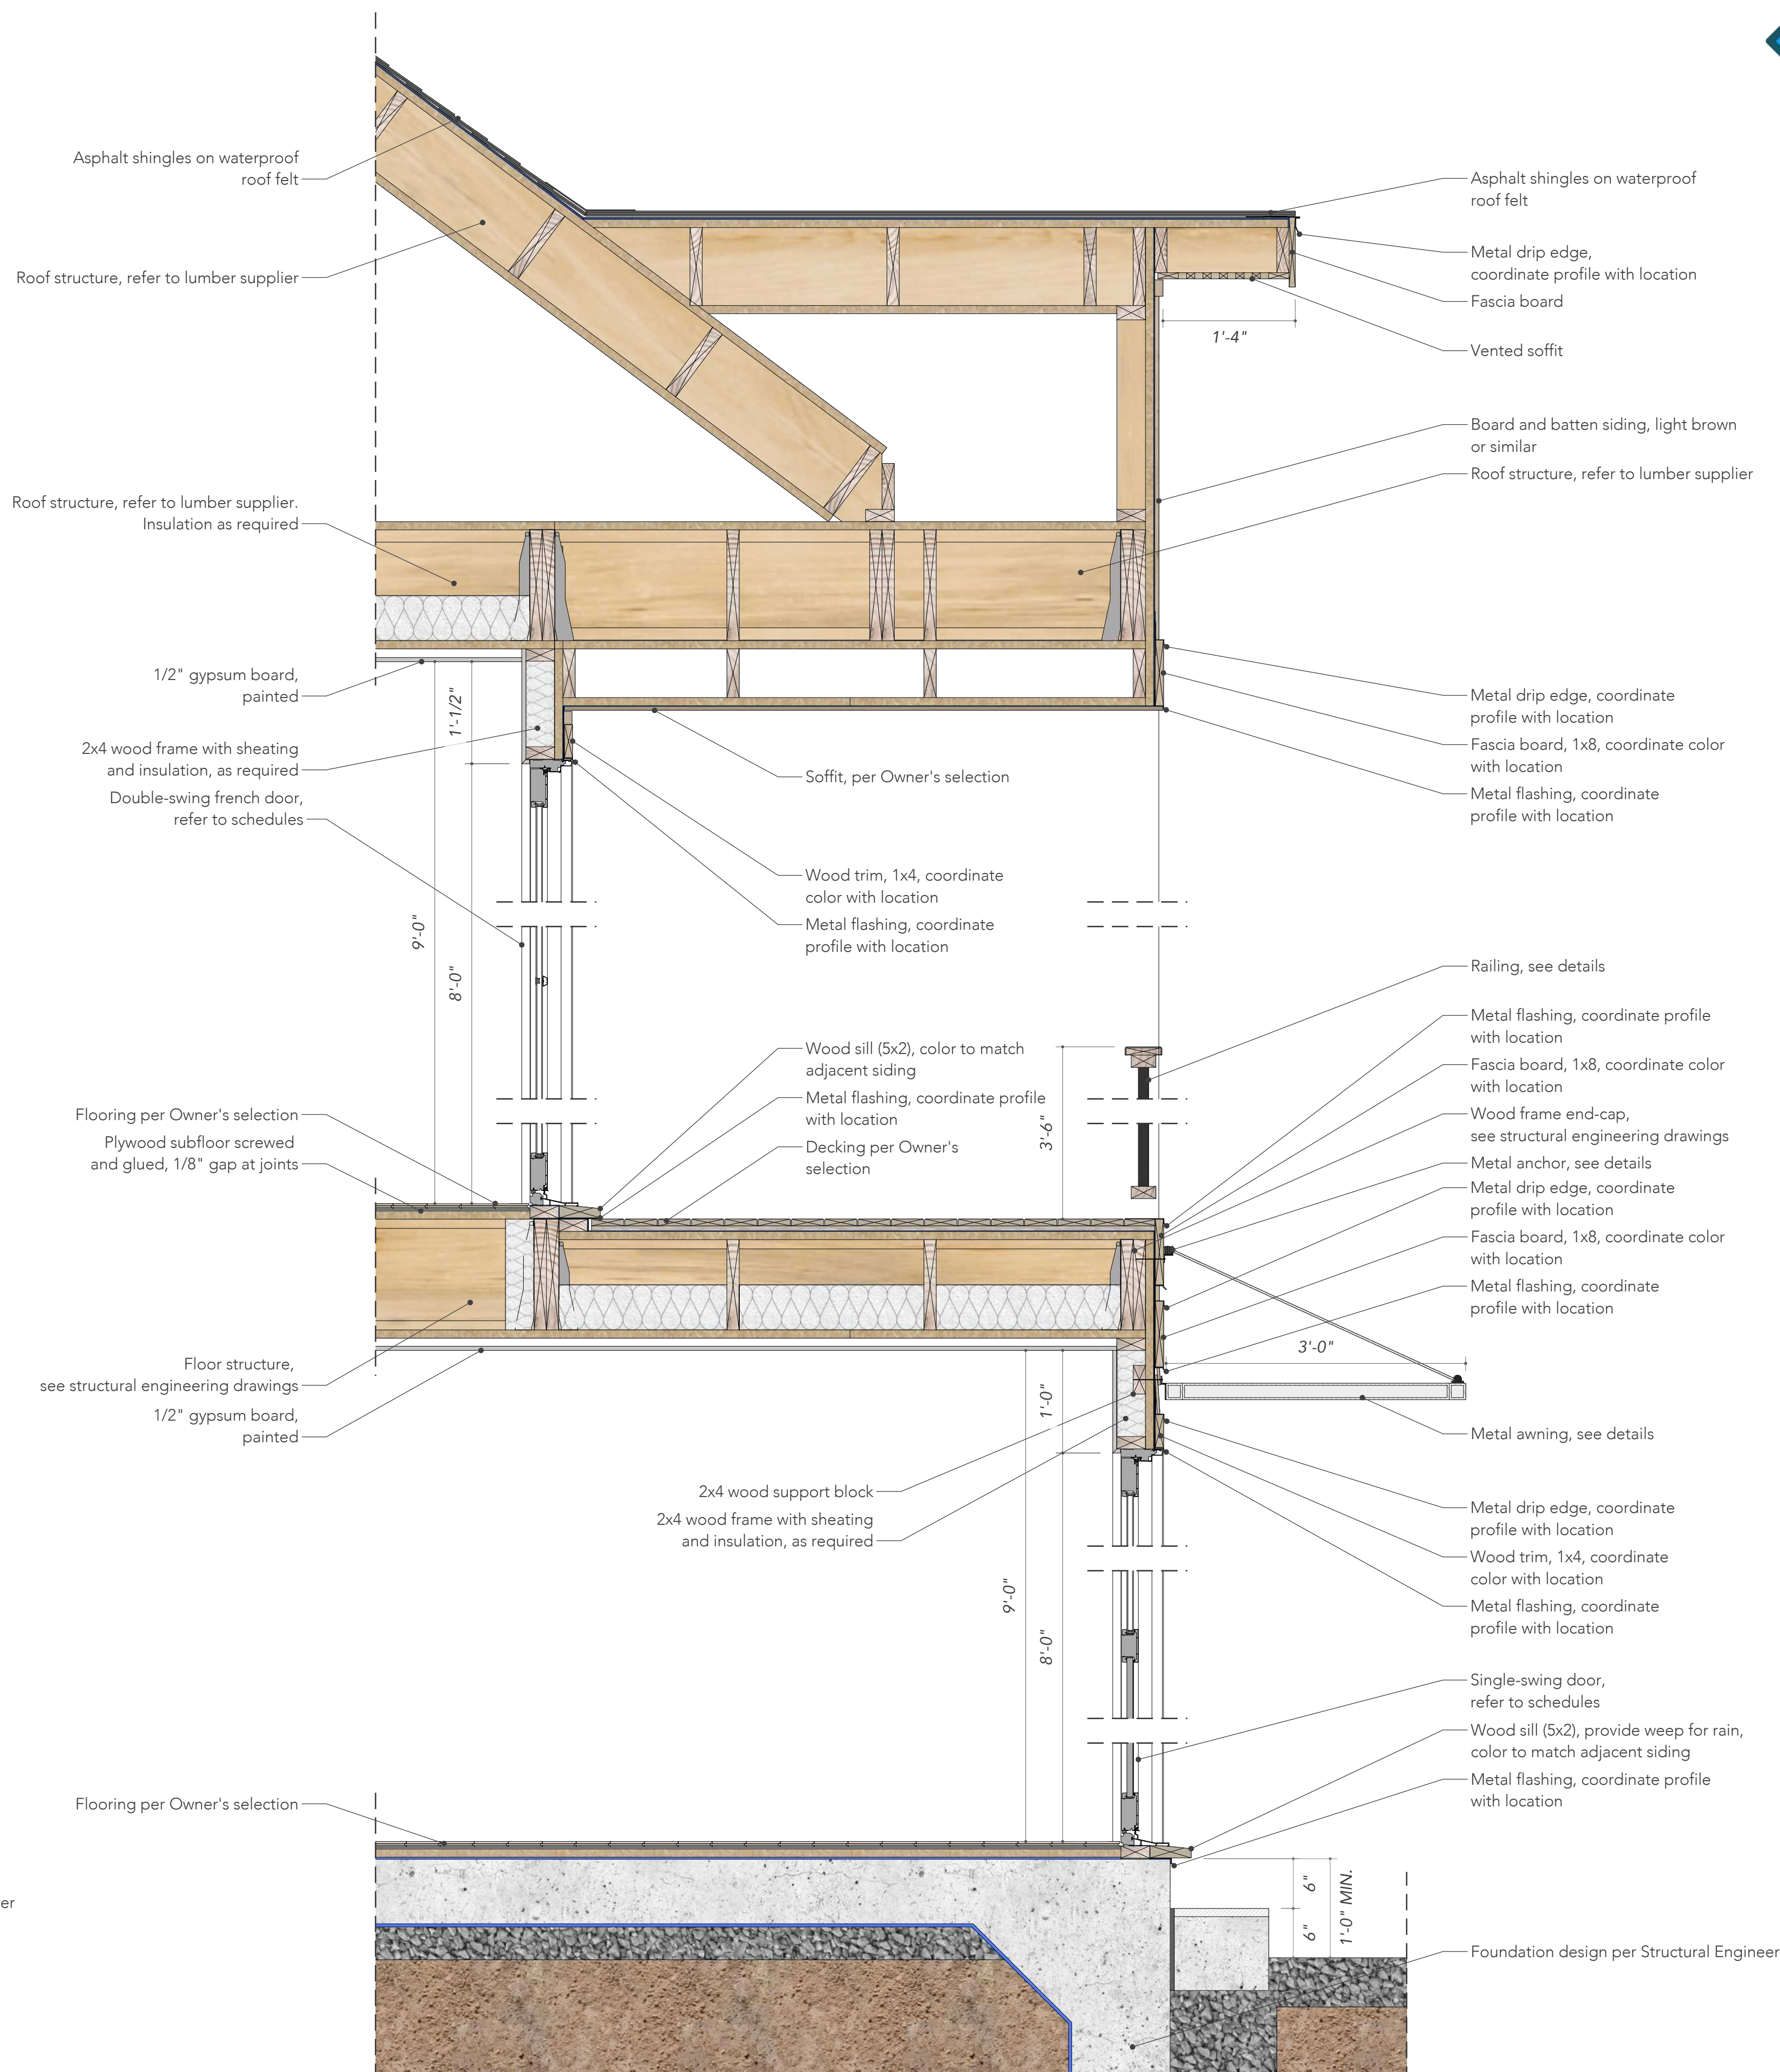 Asphalt shingles on waterproof
roof felt
Roof structure, refer to lumber supplier
Roof structure, refer to lumber supplier.
Insulation as required
1/2" gypsum board,
painted
2x4 wood frame with sheating
and insulation, as required
Double-swing french door,
refer to schedules
1'-1/2"
9'-0"
8'-0"
Flooring per Owner's selection
Plywood subfloor screwed
and glued, 1/8" gap at joints
Floor structure,
see structural engineering drawings
1/2" gypsum board,
painted
Flooring per Owner's selection
er
Soffit, per Owner's selection
Wood trim, 1x4, coordinate
color with location
Metal flashing, coordinate
profile with location
Wood sill (5x2), color to match
adjacent siding
Metal flashing, coordinate profile
with location
Decking per Owner's
selection
3'-6"
2x4 wood support block
2x4 wood frame with sheating
and insulation, as required
1'-0"
9'-0"
8'-0"
Asphalt shingles on waterproof
roof felt
Metal drip edge,
coordinate profile with location
Fascia board
1'-4"
Vented soffit
Board and batten siding, light brown
or similar
Roof structure, refer to lumber supplier
Metal drip edge, coordinate
profile with location
Fascia board, 1x8, coordinate color
with location
Metal flashing, coordinate
profile with location
Railing, see details
Metal flashing, coordinate profile
with location
Fascia board, 1x8, coordinate color
with location
Wood frame end-cap,
see structural engineering drawings
Metal anchor, see details
Metal drip edge, coordinate
profile with location
Fascia board, 1x8, coordinate color
with location
Metal flashing, coordinate
profile with location
3'-0"
Metal awning, see details
Metal drip edge, coordinate
profile with location
Wood trim, 1x4, coordinate
color with location
Metal flashing, coordinate
profile with location
Single-swing door,
refer to schedules
Wood sill (5x2), provide weep for rain,
color to match adjacent siding
Metal flashing, coordinate profile
with location
6"
6"
1'-0" MIN.
Foundation design per Structural Engineer